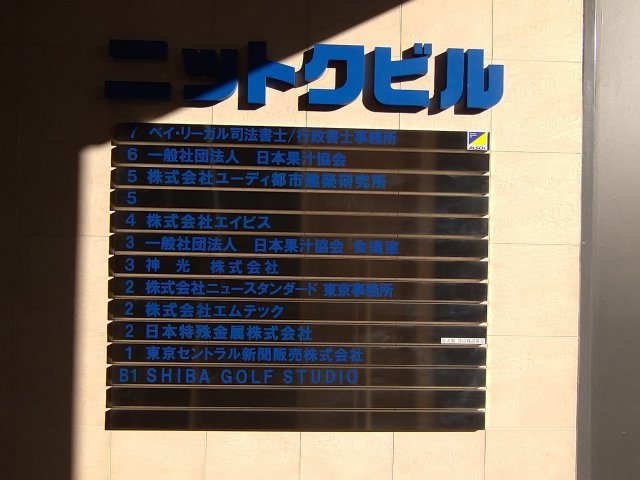 ニットクビル
7 ベイ・リーガル司法書士/行政書士事務所
ALSOK
6 一般社団法人 日本果汁協会
5 株式会社ユーディ都市建築研究所
5
4 株式会社エイビス
3 一般社団法人 日本果汁協会 会議室
3 神光 株式会社
2 株式会社ニュースタンダード 東京事務所
2 株式会社エムテック
2 日本特殊金属株式会社
1 東京セントラル新聞販売株式会社
B1 SHIBA GOLF STUDIO